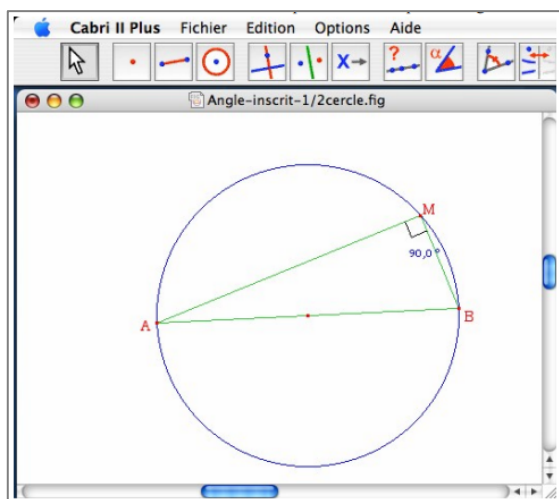 Cabri II Plus Fichier Edition Options Aide
X ? α
Angle-inscrit-1/2cercle.fig
M
90,0 °
A
B